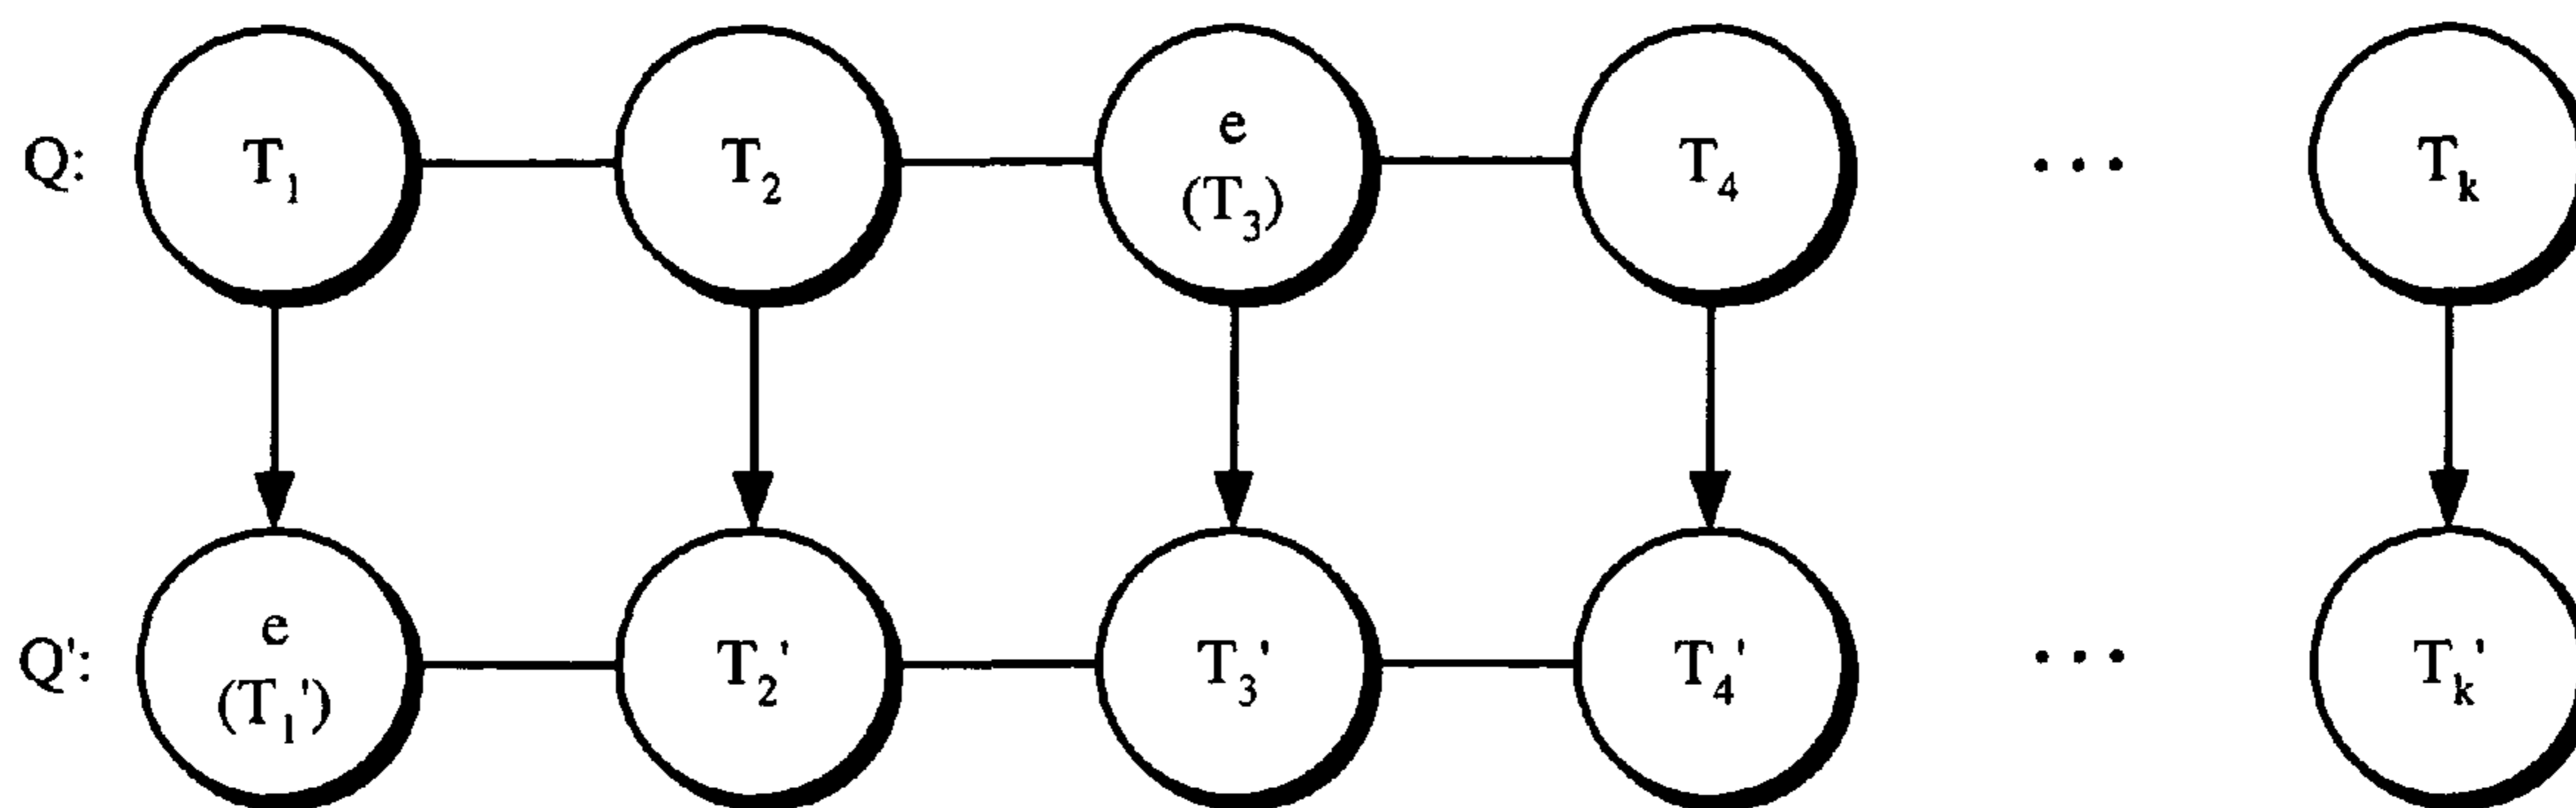 Q: T₁ T₂ e (T₃) T₄ ... Tₖ
Q': e (T₁') T₂' T₃' T₄' ... Tₖ'